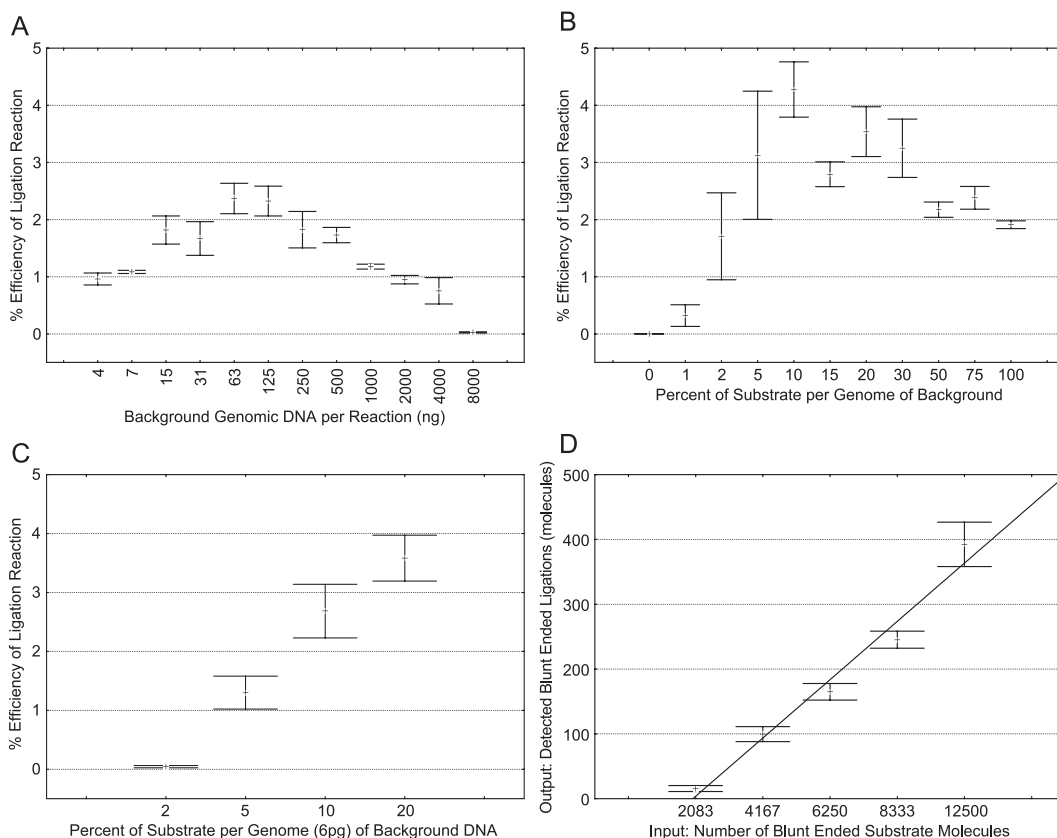 A
% Efficiency of Ligation Reaction
5
4
3
2
1
0
4 7 15 31 63 125 250 500 1000 2000 4000 8000
Background Genomic DNA per Reaction (ng)
B
% Efficiency of Ligation Reaction
5
4
3
2
1
0
0 1 2 5 10 15 20 30 50 75 100
Percent of Substrate per Genome of Background
C
% Efficiency of Ligation Reaction
5
4
3
2
1
0
2 5 10 20
Percent of Substrate per Genome (6pg) of Background DNA
D
Output: Detected Blunt Ended Ligations (molecules)
500
400
300
200
100
0
2083 4167 6250 8333 12500
Input: Number of Blunt Ended Substrate Molecules